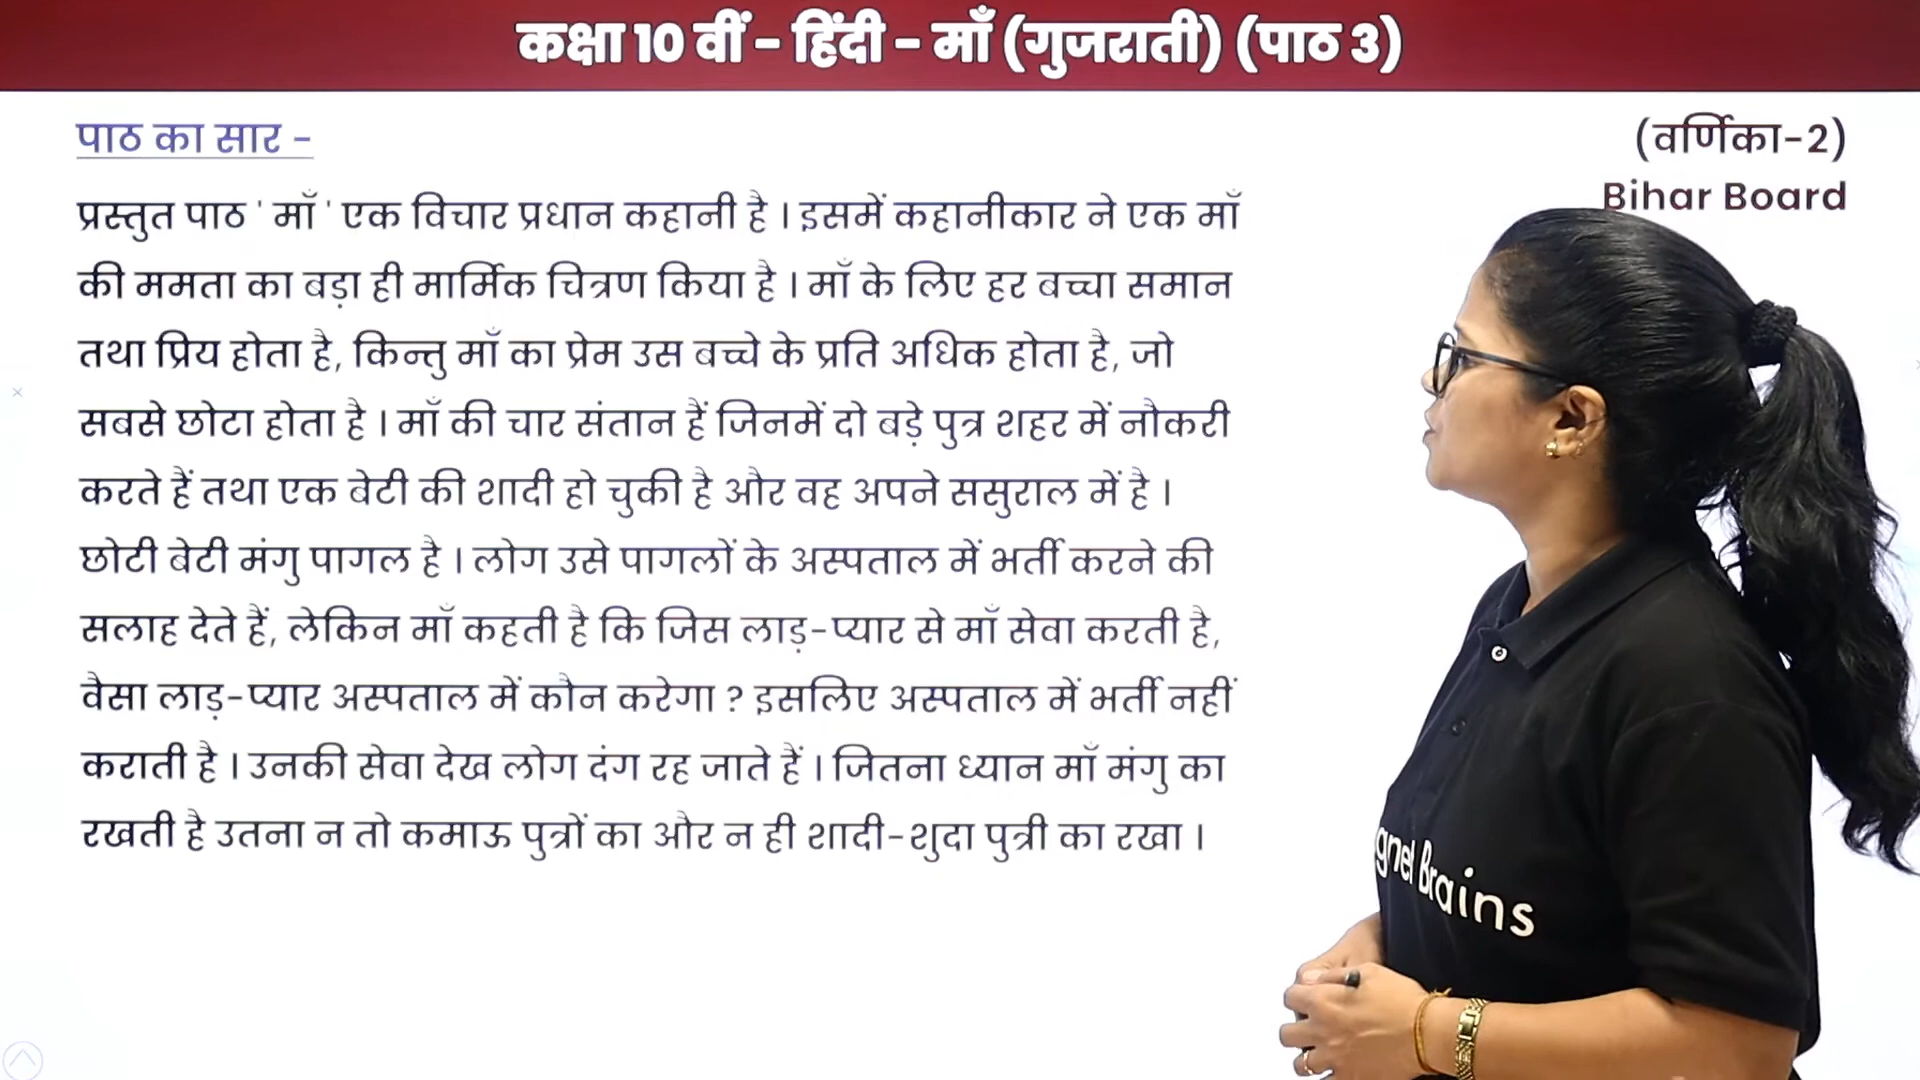 कक्षा 10 वीं - हिंदी - माँ (गुजराती) (पाठ 3)
पाठ का सार -
(वर्णिका-2)
Bihar Board
प्रस्तुत पाठ ' माँ ' एक विचार प्रधान कहानी है । इसमें कहानीकार ने एक माँ
की ममता का बड़ा ही मार्मिक चित्रण किया है । माँ के लिए हर बच्चा समान
तथा प्रिय होता है, किन्तु माँ का प्रेम उस बच्चे के प्रति अधिक होता है, जो
सबसे छोटा होता है । माँ की चार संतान हैं जिनमें दो बड़े पुत्र शहर में नौकरी
करते हैं तथा एक बेटी की शादी हो चुकी है और वह अपने ससुराल में है ।
छोटी बेटी मंगु पागल है । लोग उसे पागलों के अस्पताल में भर्ती करने की
सलाह देते हैं, लेकिन माँ कहती है कि जिस लाड़-प्यार से माँ सेवा करती है,
वैसा लाड़-प्यार अस्पताल में कौन करेगा ? इसलिए अस्पताल में भर्ती नहीं
कराती है । उनकी सेवा देख लोग दंग रह जाते हैं । जितना ध्यान माँ मंगु का
रखती है उतना न तो कमाऊ पुत्रों का और न ही शादी-शुदा पुत्री का रखा ।
gnet Brains